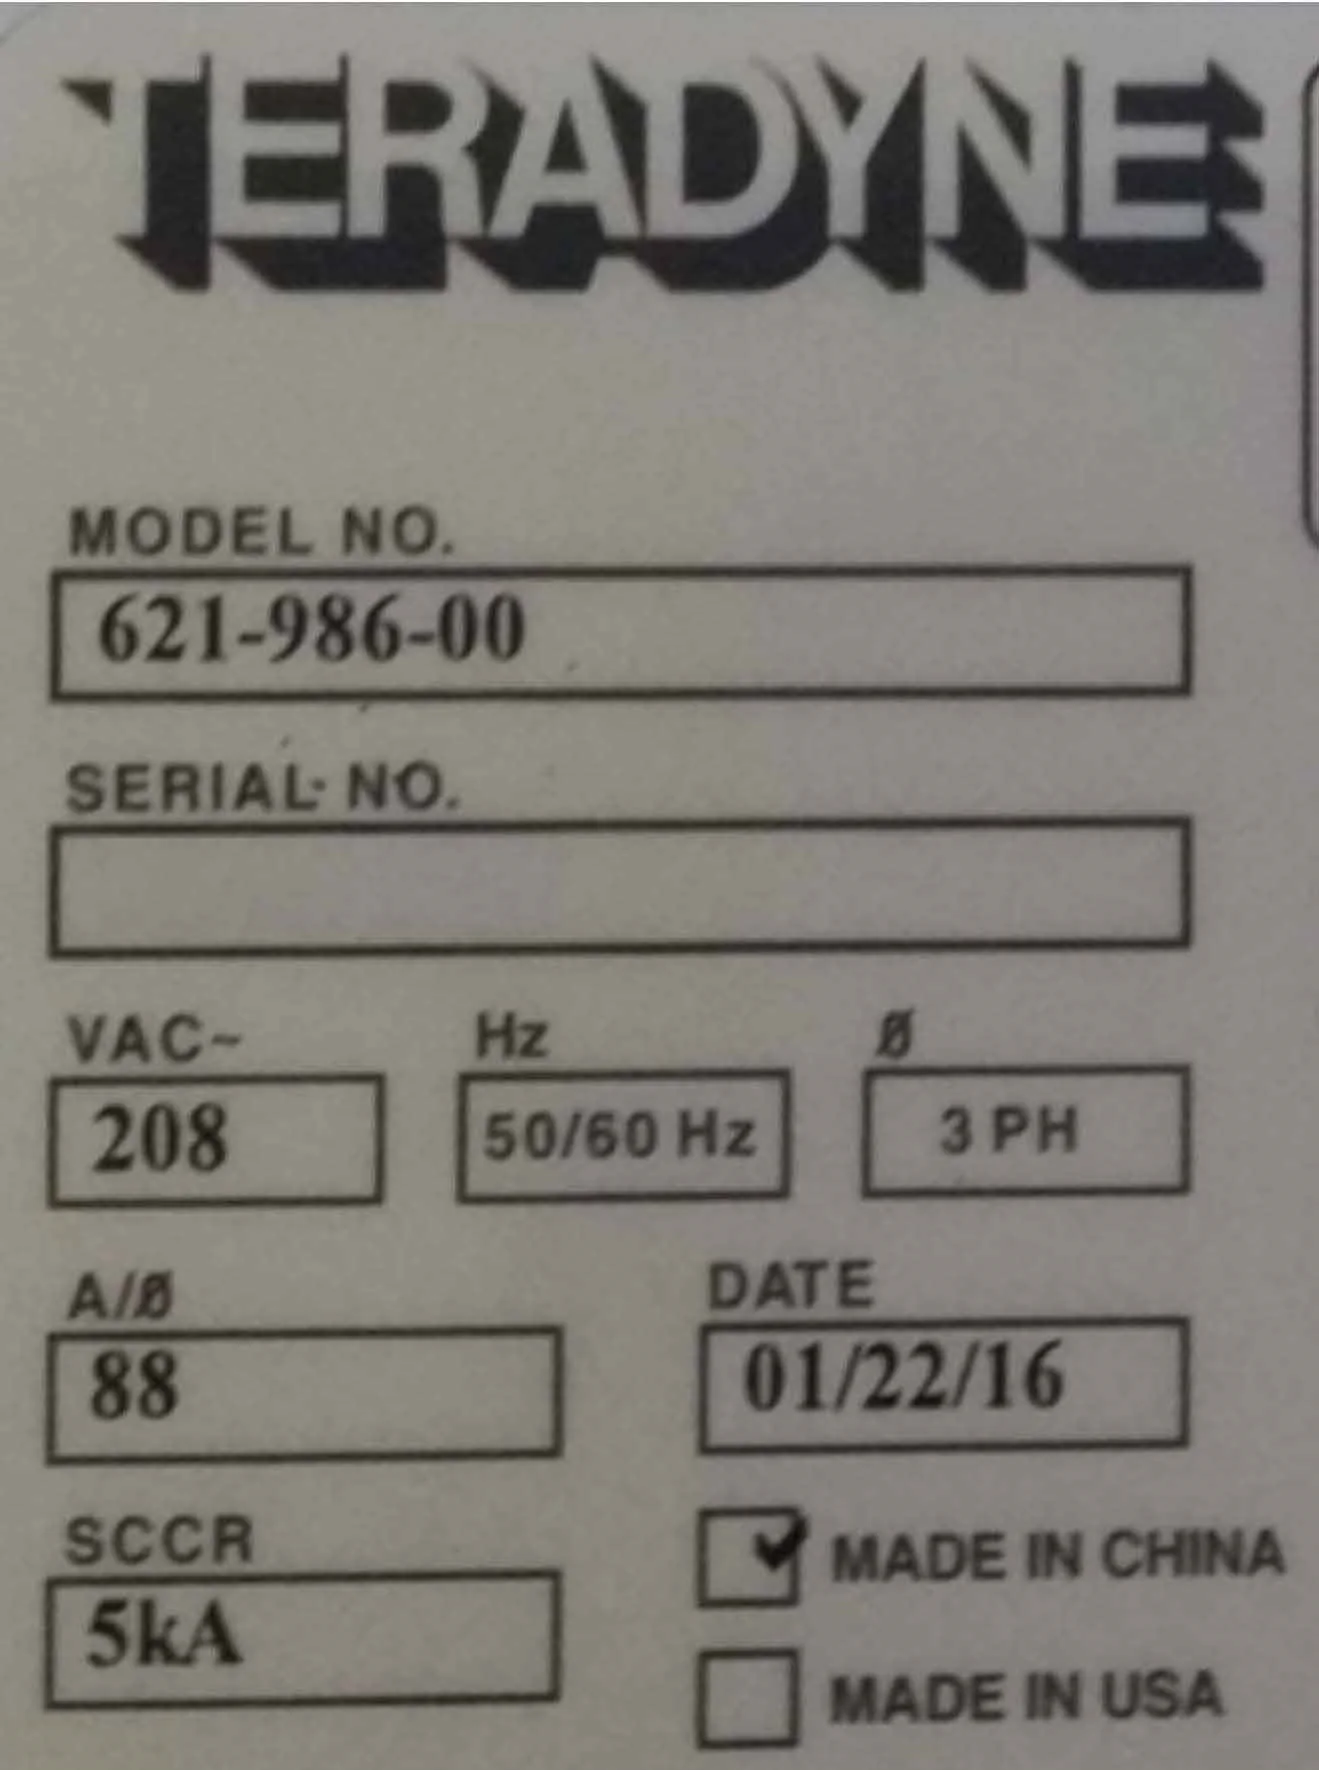 TERADYNE
MODEL NO.
621-986-00
SERIAL NO.
VAC~ Hz Ø
208 50/60 Hz 3 PH
A/Ø DATE
88 01/22/16
SCCR
5kA
MADE IN CHINA
MADE IN USA